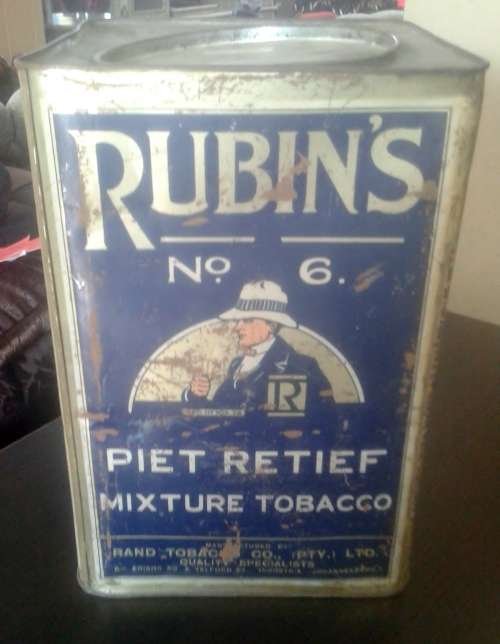 RUBIN'S
No 6.
R
PIET RETIEF
MIXTURE TOBACCO
MANUFACTURED BY
RAND TOBACCO CO., (PTY.) LTD.
QUALITY SPECIALISTS